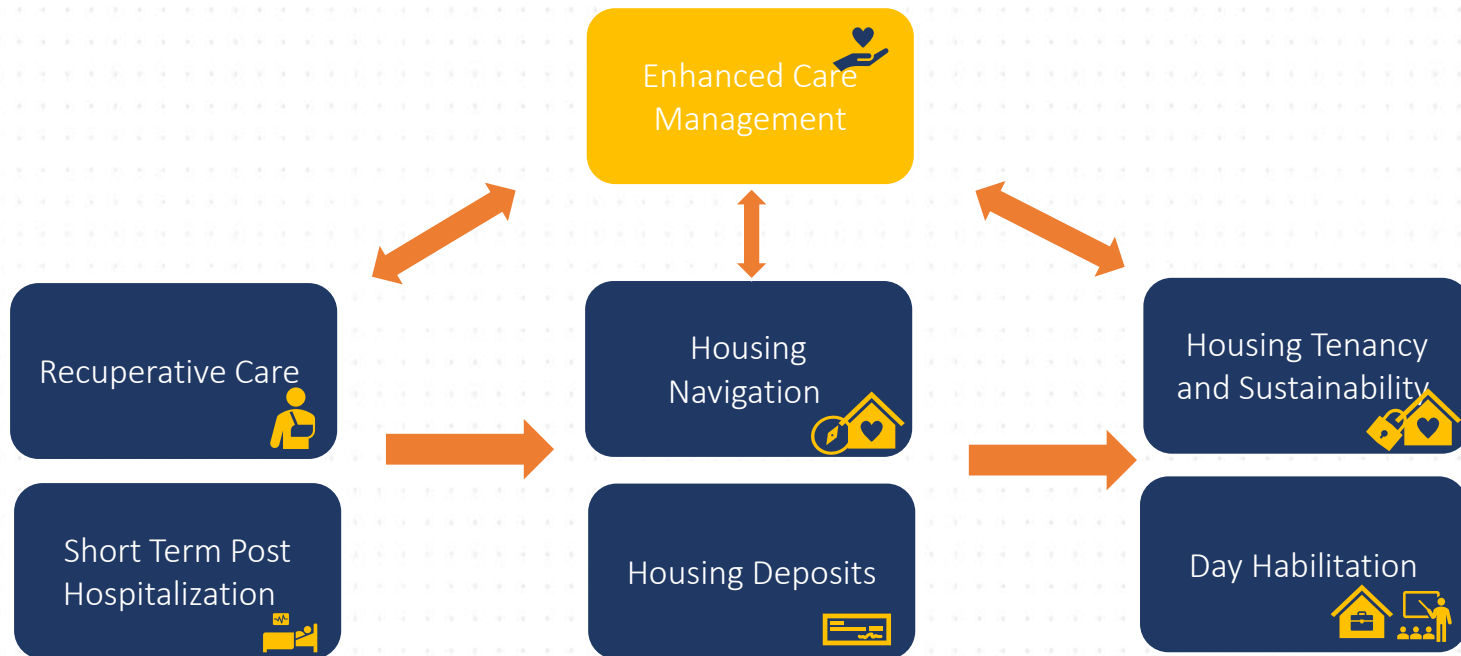 Enhanced Care
Management
Recuperative Care
Housing
Navigation
Housing Tenancy
and Sustainability
Short Term Post
Hospitalization
Housing Deposits
Day Habilitation